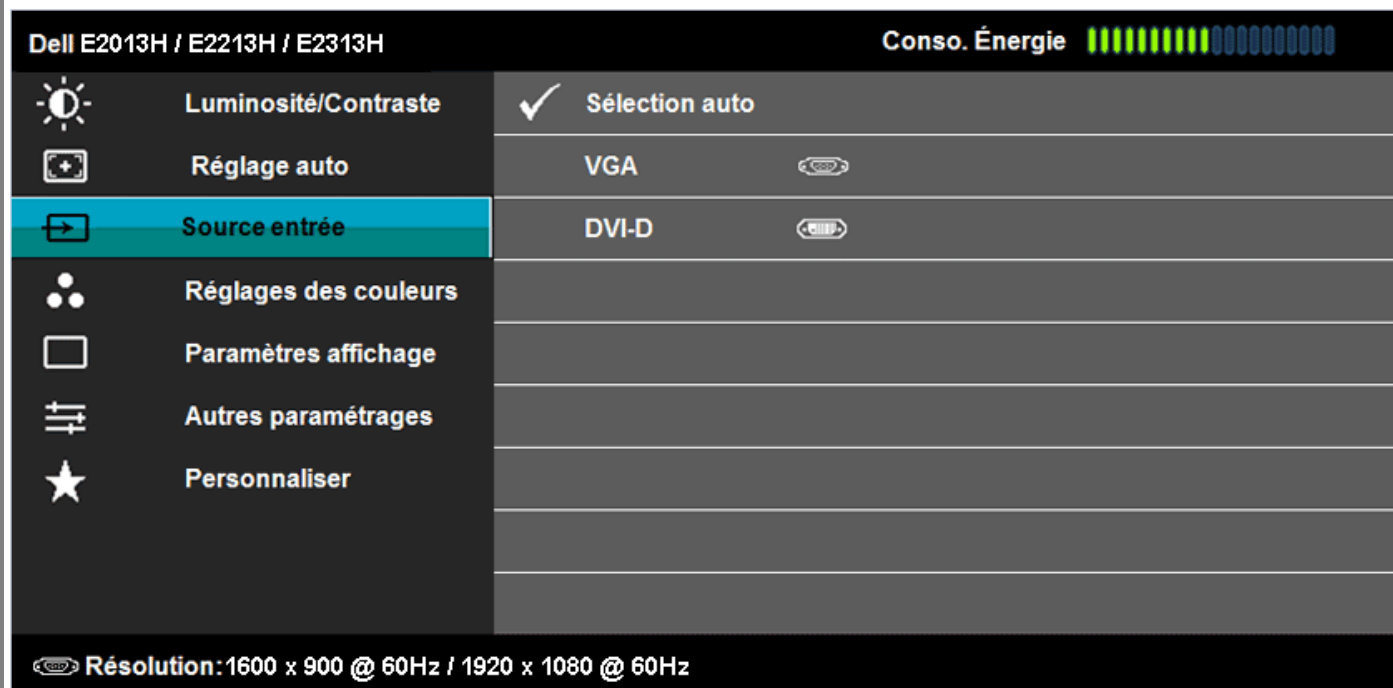 Dell E2013H / E2213H / E2313H Conso. Énergie
Luminosité/Contraste Sélection auto
Réglage auto VGA
Source entrée DVI-D
Réglages des couleurs
Paramètres affichage
Autres paramétrages
Personnaliser
Résolution:1600 x 900 @ 60Hz / 1920 x 1080 @ 60Hz